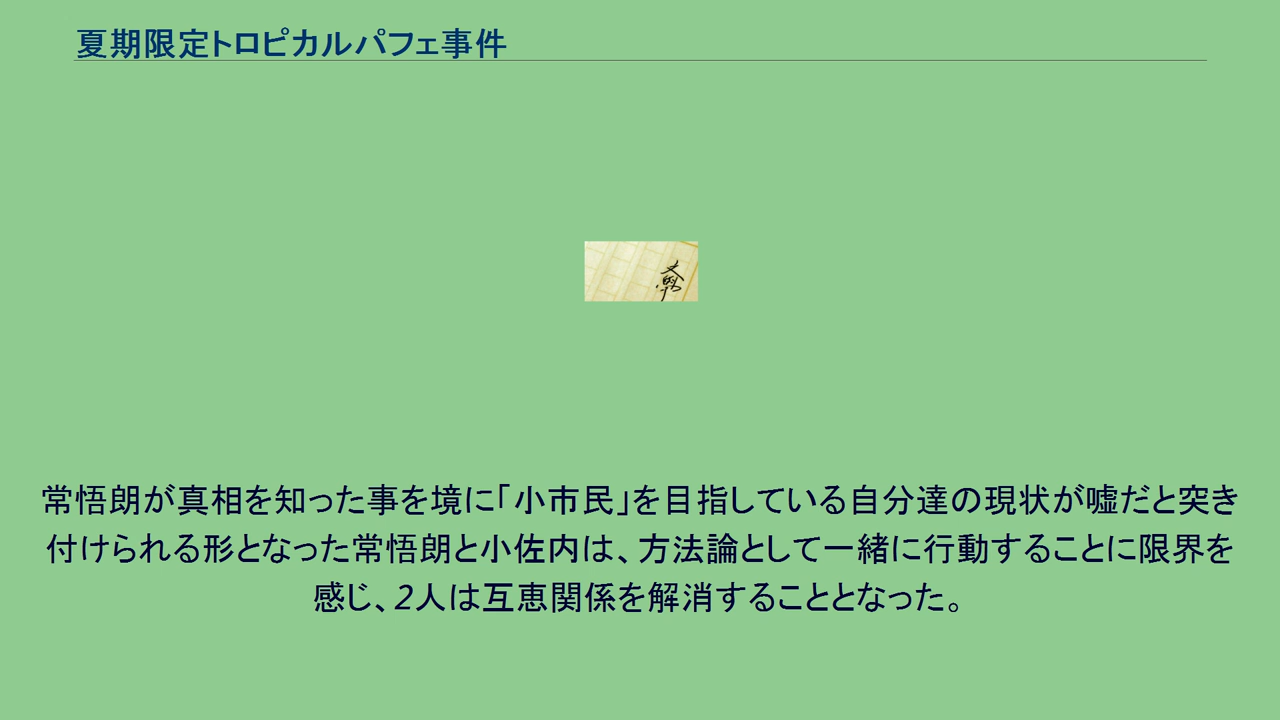 夏期限定トロピカルパフェ事件
常悟朗が真相を知った事を境に「小市民」を目指している自分達の現状が嘘だと突き
付けられる形となった常悟朗と小佐内は、方法論として一緒に行動することに限界を
感じ、2人は互恵関係を解消することとなった。